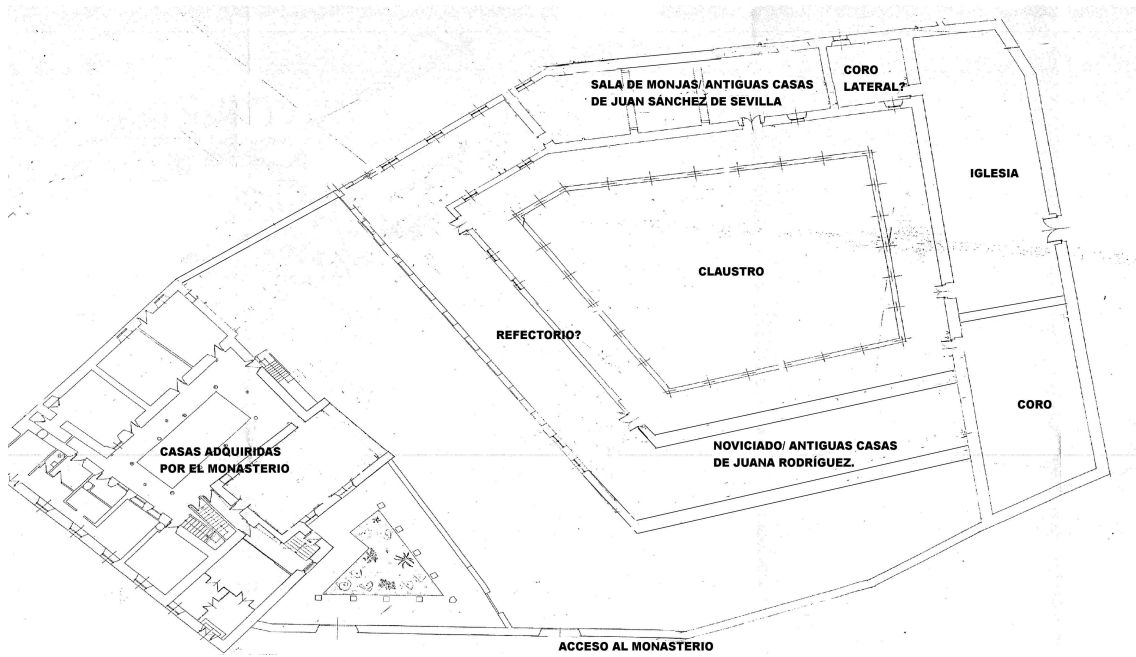 SALA DE MONJAS/ ANTIGUAS CASAS
DE JUAN SÁNCHEZ DE SEVILLA
CORO
LATERAL?
IGLESIA
CLAUSTRO
REFECTORIO?
CORO
NOVICIADO/ ANTIGUAS CASAS
DE JUANA RODRÍGUEZ.
CASAS ADQUIRIDAS
POR EL MONASTERIO
ACCESO AL MONASTERIO